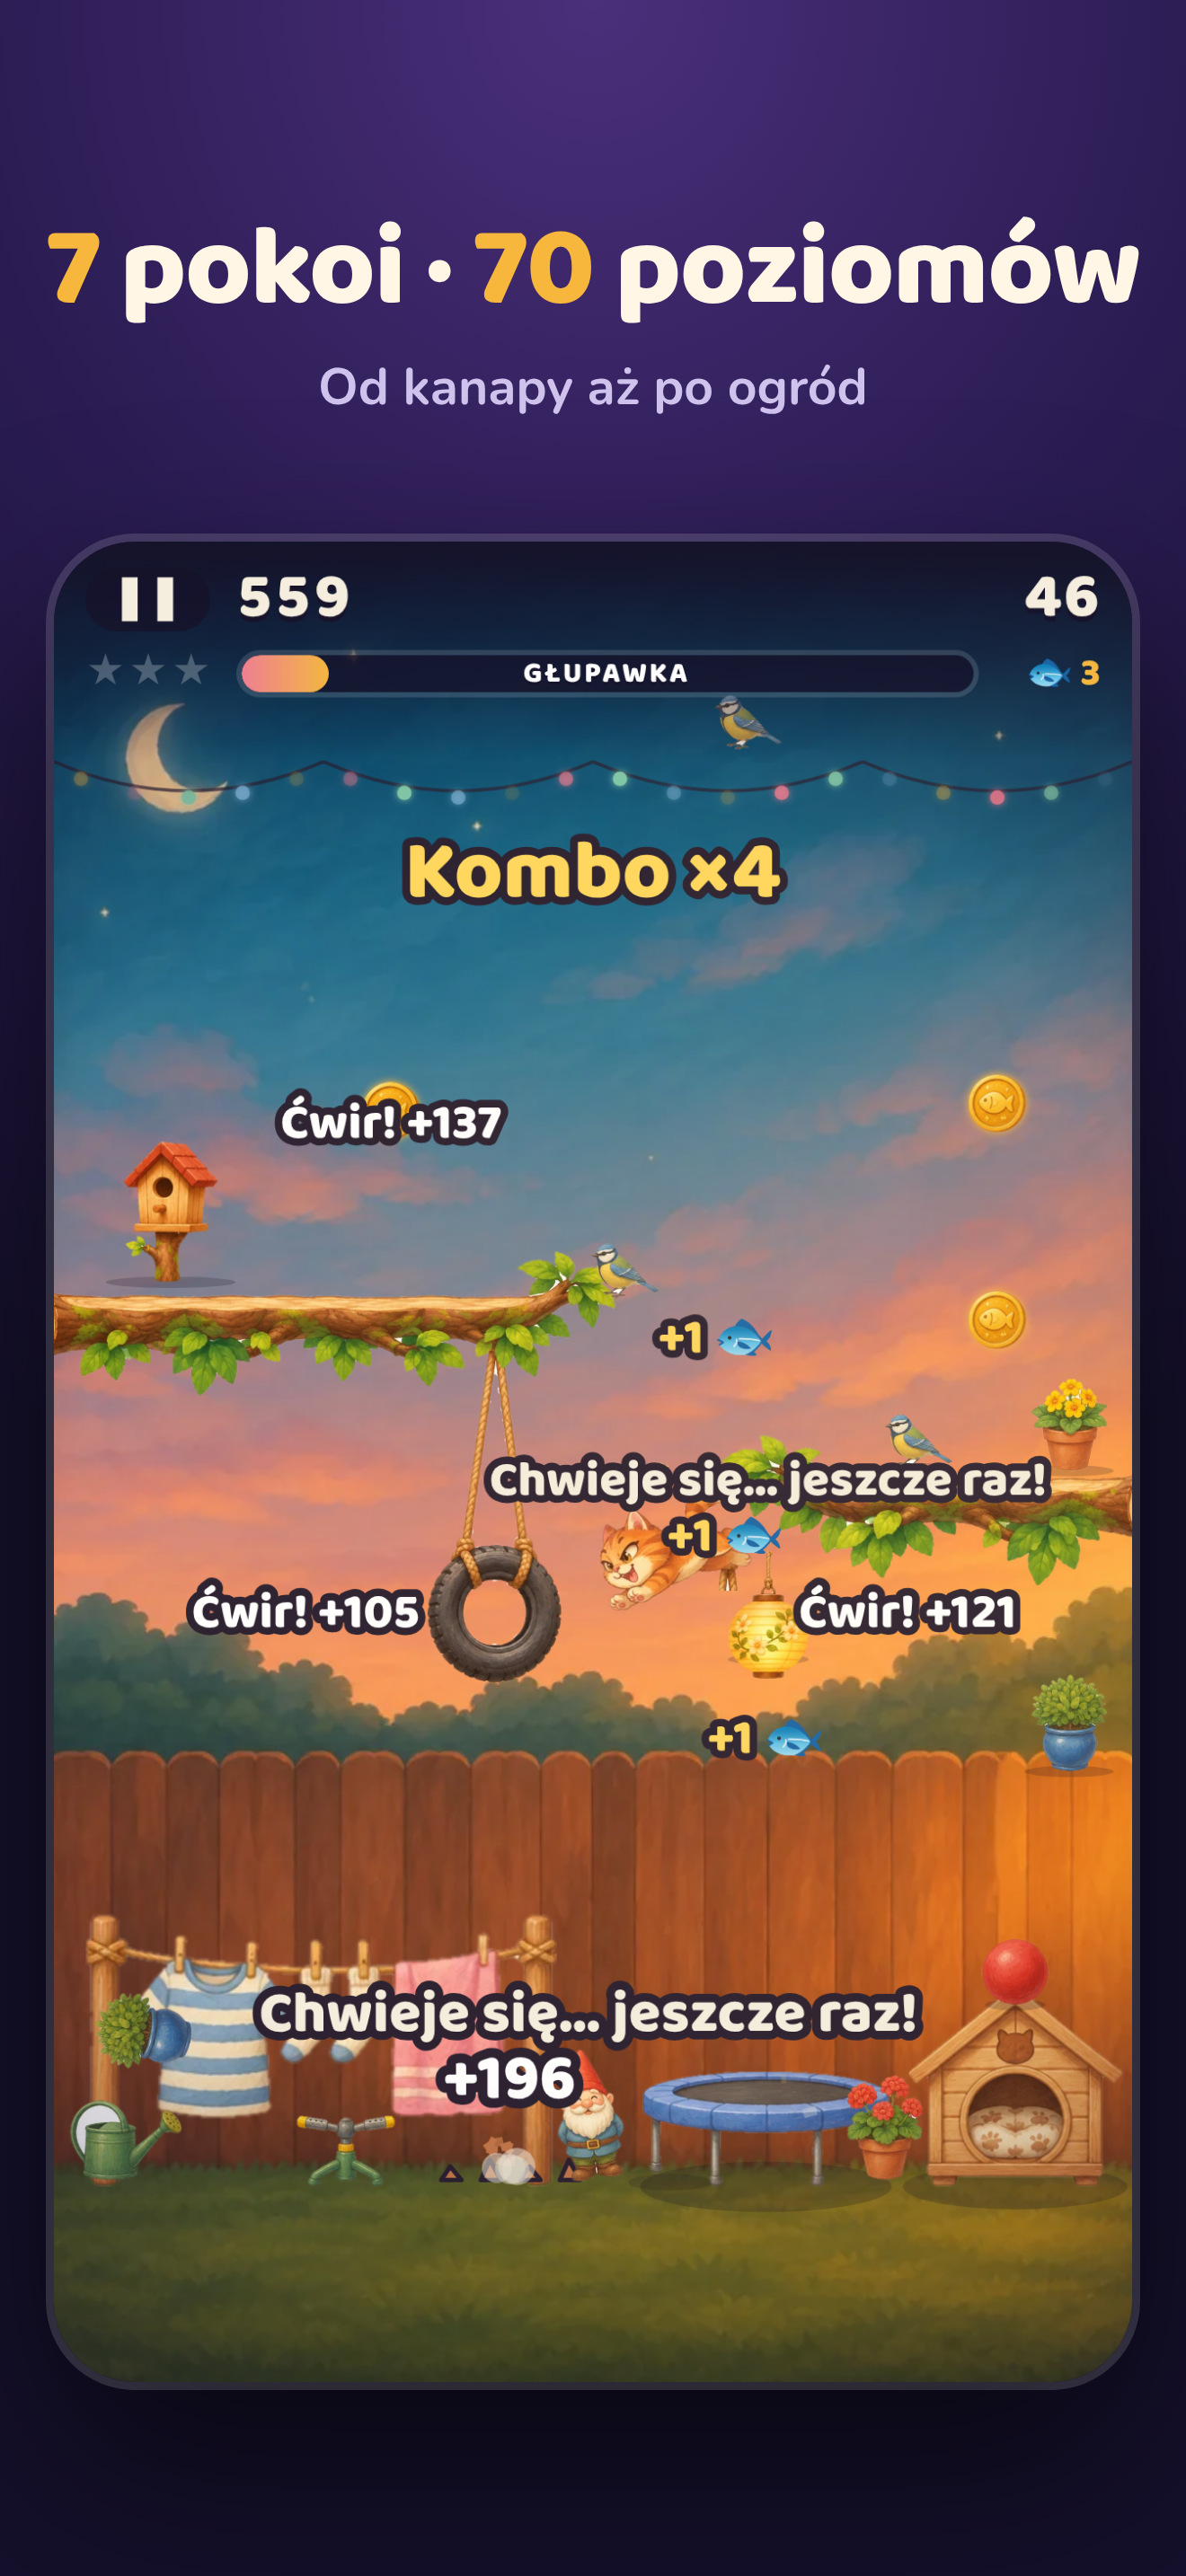 7 pokoi · 70 poziomów
Od kanapy aż po ogród
559
46
GŁUPAWKA
3
Kombo ×4
Ćwir! +137
+1
Chwieje się... jeszcze raz!
+1
Ćwir! +105
Ćwir! +121
+1
Chwieje się... jeszcze raz!
+196